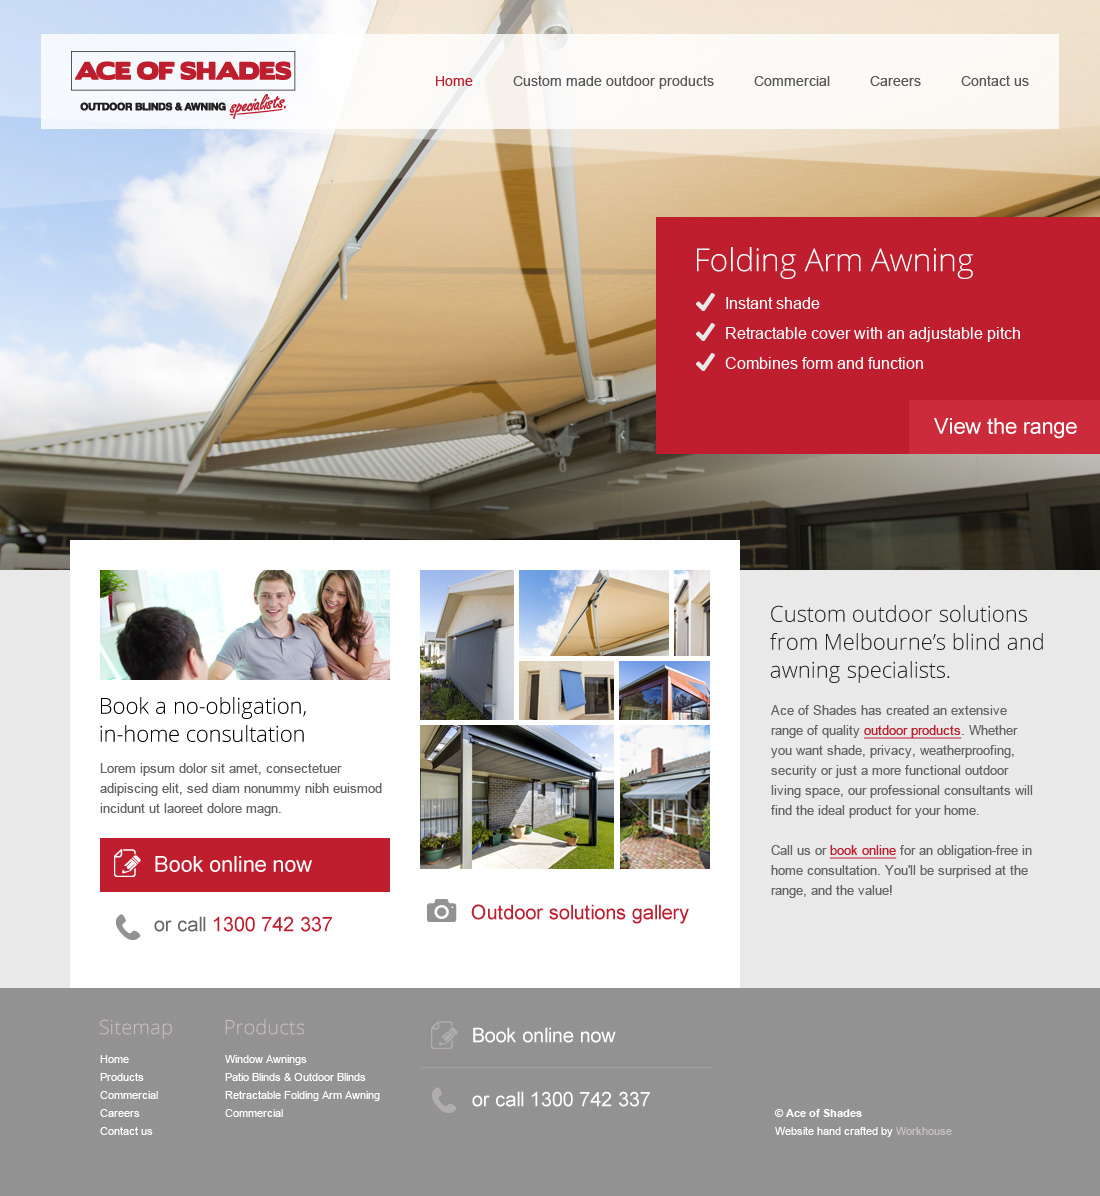 ACE OF SHADES
OUTDOOR BLINDS & AWNING specialists.
Home
Custom made outdoor products
Commercial
Careers
Contact us
Folding Arm Awning
Instant shade
Retractable cover with an adjustable pitch
Combines form and function
View the range
Book a no-obligation,
in-home consultation
Lorem ipsum dolor sit amet, consectetuer
adipiscing elit, sed diam nonummy nibh euismod
incidunt ut laoreet dolore magn.
Book online now
or call 1300 742 337
Outdoor solutions gallery
Custom outdoor solutions
from Melbourne's blind and
awning specialists.
Ace of Shades has created an extensive
range of quality outdoor products. Whether
you want shade, privacy, weatherproofing,
security or just a more functional outdoor
living space, our professional consultants will
find the ideal product for your home.
Call us or book online for an obligation-free in
home consultation. You'll be surprised at the
range, and the value!
Sitemap
Home
Products
Commercial
Careers
Contact us
Products
Window Awnings
Patio Blinds & Outdoor Blinds
Retractable Folding Arm Awning
Commercial
Book online now
or call 1300 742 337
© Ace of Shades
Website hand crafted by Workhouse